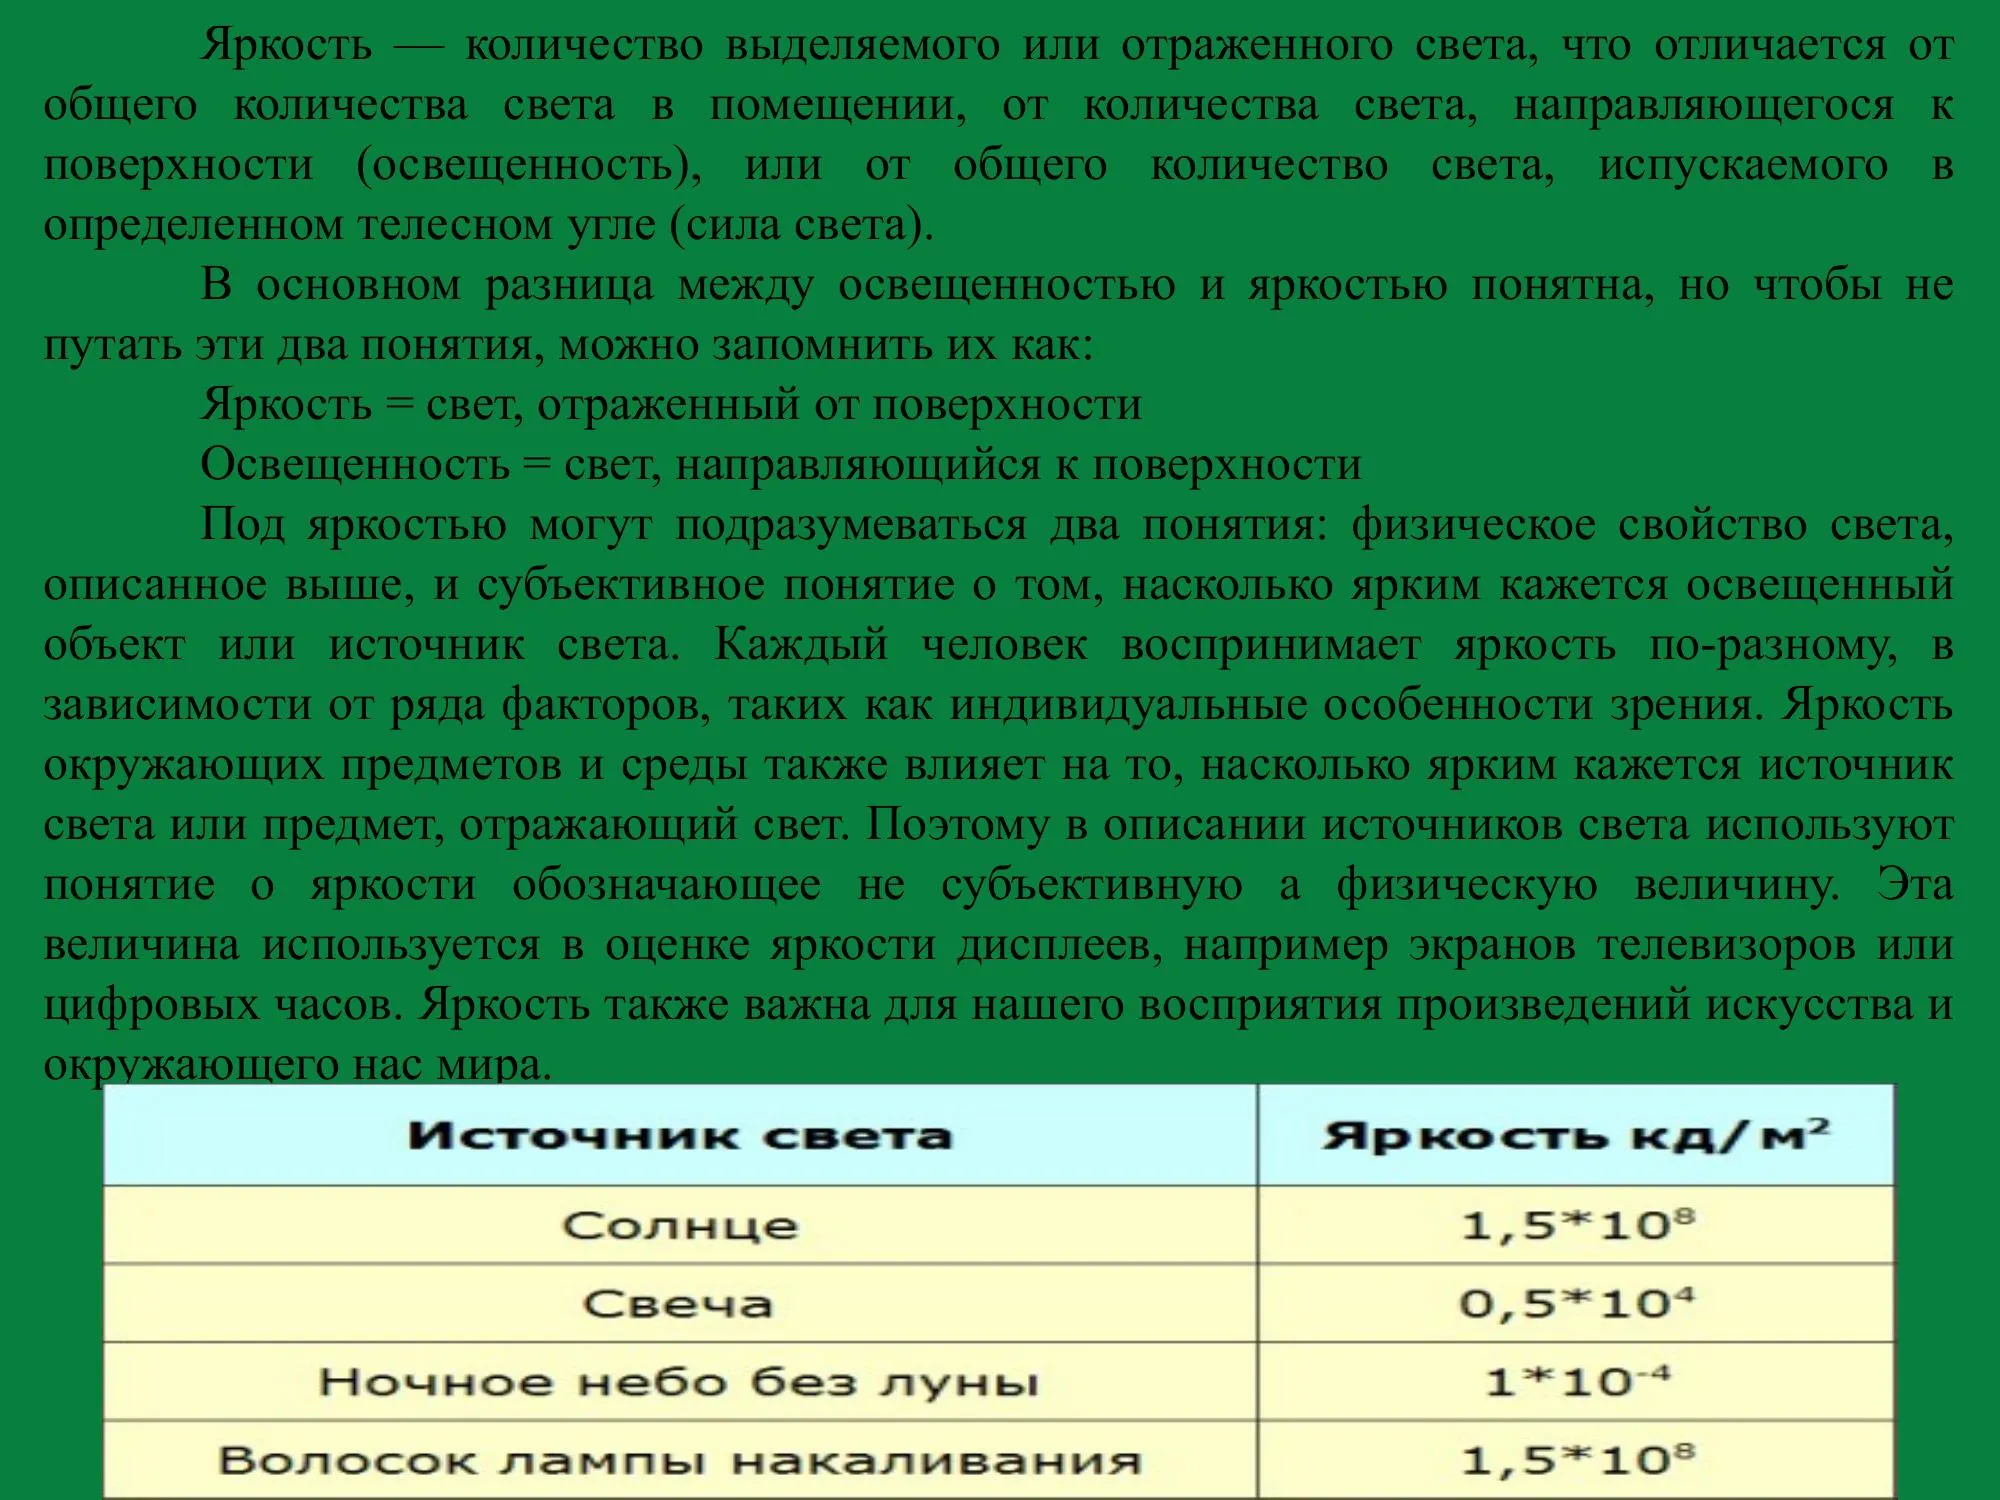 Яркость — количество выделяемого или отраженного света, что отличается от
общего количества света в помещении, от количества света, направляющегося к
поверхности (освещенность), или от общего количество света, испускаемого в
определенном телесном угле (сила света).
В основном разница между освещенностью и яркостью понятна, но чтобы не
путать эти два понятия, можно запомнить их как:
Яркость = свет, отраженный от поверхности
Освещенность = свет, направляющийся к поверхности
Под яркостью могут подразумеваться два понятия: физическое свойство света,
описанное выше, и субъективное понятие о том, насколько ярким кажется освещенный
объект или источник света. Каждый человек воспринимает яркость по-разному, в
зависимости от ряда факторов, таких как индивидуальные особенности зрения. Яркость
окружающих предметов и среды также влияет на то, насколько ярким кажется источник
света или предмет, отражающий свет. Поэтому в описании источников света используют
понятие о яркости обозначающее не субъективную а физическую величину. Эта
величина используется в оценке яркости дисплеев, например экранов телевизоров или
цифровых часов. Яркость также важна для нашего восприятия произведений искусства и
окружающего нас мира.
Источник света Яркость кд/м²
Солнце 1,5*10⁸
Свеча 0,5*10⁴
Ночное небо без луны 1*10⁻⁴
Волосок лампы накаливания 1,5*10⁸